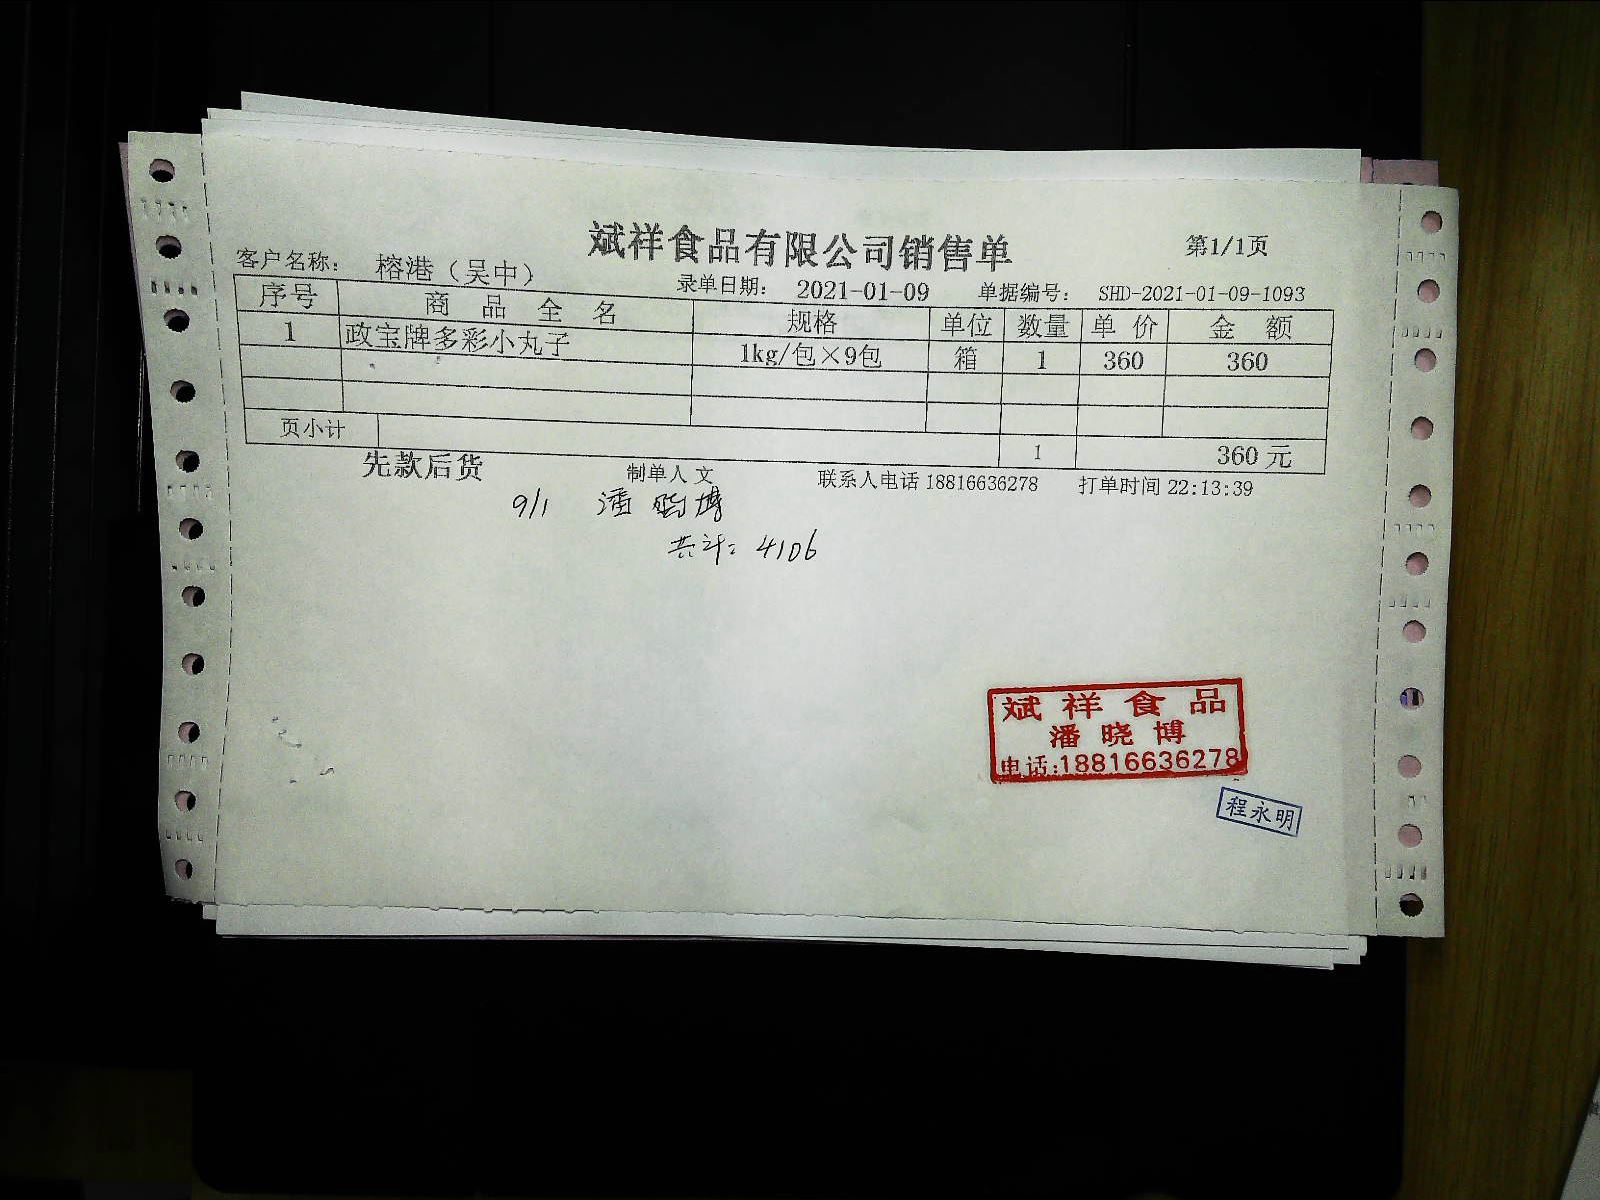 斌祥食品有限公司销售单
第1/1页
客户名称： 榕港（吴中） 录单日期： 2021-01-09 单据编号： SHD-2021-01-09-1093
序号 商 品 全 名 规格 单位 数量 单 价 金 额
1 政宝牌多彩小丸子 1kg/包×9包 箱 1 360 360
页小计 1 360 元
先款后货 制单人 文 联系人电话 18816636278 打单时间 22:13:39
9/1 潘晓博
共计: 4106
斌祥食品
潘晓博
电话:18816636278
程永明